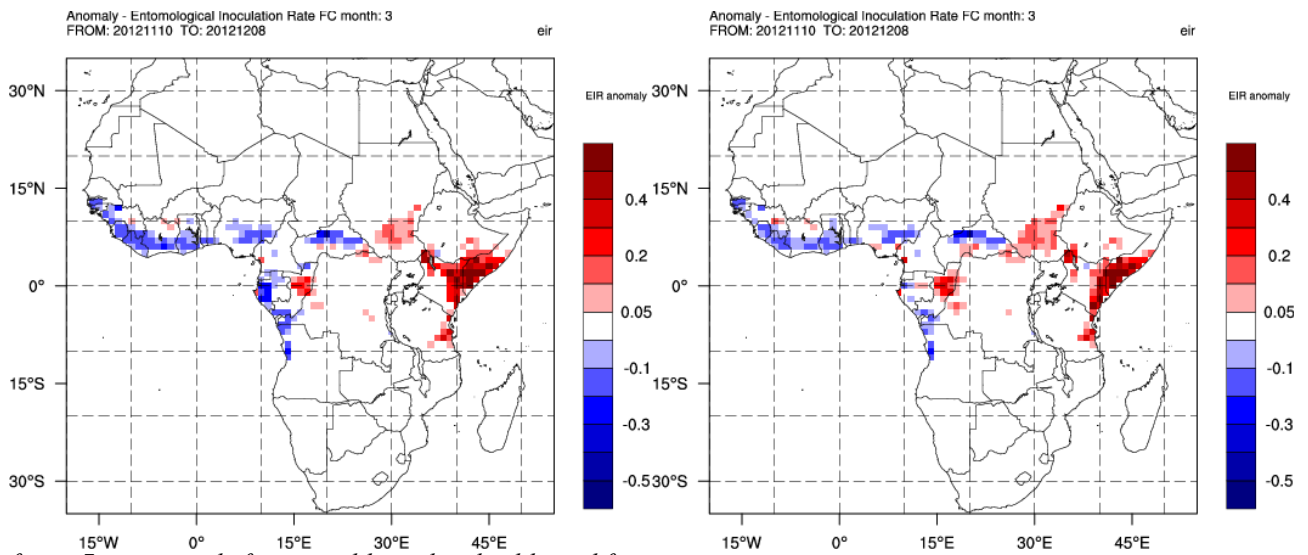 Anomaly - Entomological Inoculation Rate FC month: 3
FROM: 20121110 TO: 20121208
eir
EIR anomaly
30°N
15°N
0°
15°S
30°S
15°W
0°
15°E
30°E
45°E
0.4
0.2
0.05
-0.1
-0.3
-0.5
Anomaly - Entomological Inoculation Rate FC month: 3
FROM: 20121110 TO: 20121208
eir
EIR anomaly
30°N
15°N
0°
15°S
30°S
15°W
0°
15°E
30°E
45°E
0.4
0.2
0.05
-0.1
-0.3
-0.5